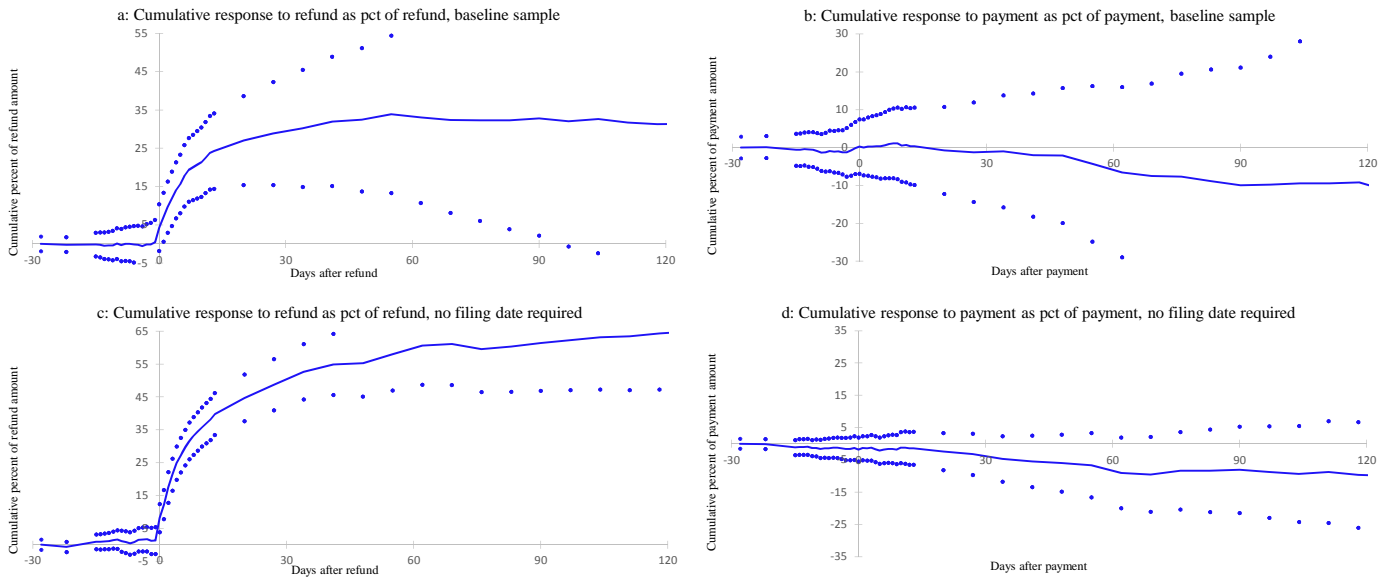 a: Cumulative response to refund as pct of refund, baseline sample
Cumulative percent of refund amount
55
45
35
25
15
5
-5
-30 0 30 60 90 120
Days after refund
b: Cumulative response to payment as pct of payment, baseline sample
Cumulative percent of payment amount
30
20
10
0
-10
-20
-30
-30 0 30 60 90 120
Days after payment
c: Cumulative response to refund as pct of refund, no filing date required
Cumulative percent of refund amount
65
55
45
35
25
15
5
-5
-30 0 30 60 90 120
Days after refund
d: Cumulative response to payment as pct of payment, no filing date required
Cumulative percent of payment amount
35
25
15
5
-5
-15
-25
-35
-30 0 30 60 90 120
Days after payment